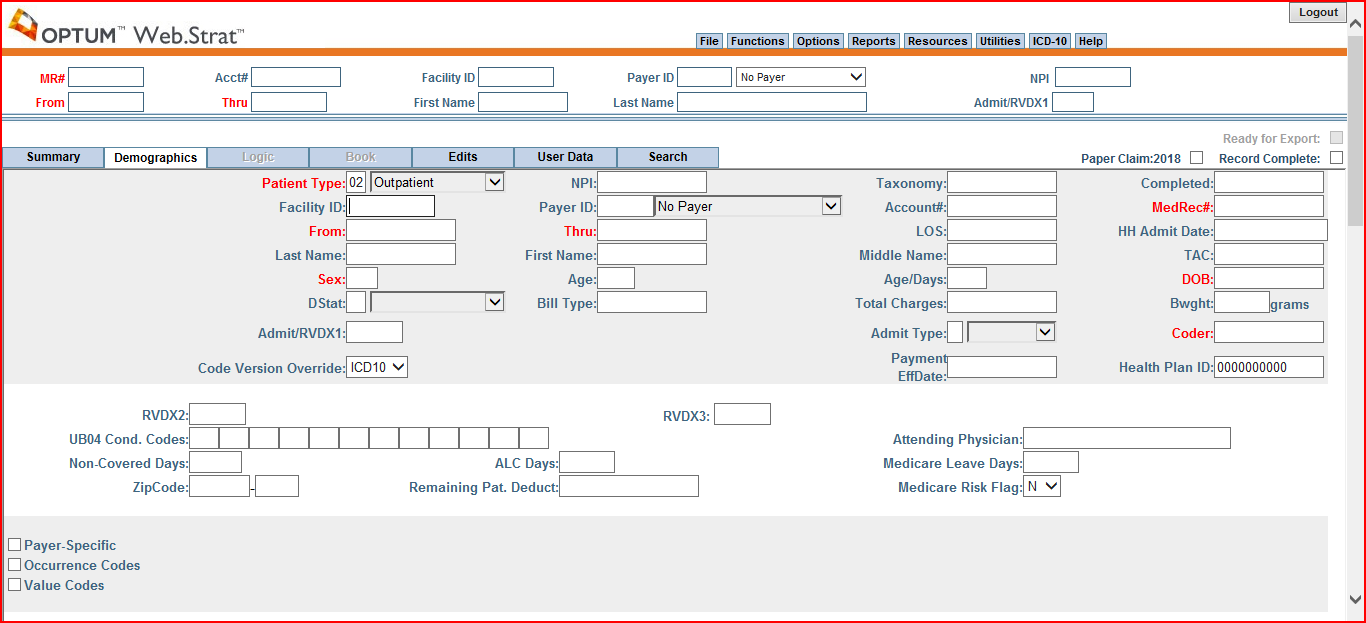 Logout
OPTUM™ Web.Strat™
File Functions Options Reports Resources Utilities ICD-10 Help
MR# Acct# Facility ID Payer ID No Payer NPI
From Thru First Name Last Name Admit/RVDX1
Ready for Export:
Summary Demographics Logic Book Edits User Data Search Paper Claim:2018 Record Complete:
Patient Type: 02 Outpatient NPI: Taxonomy: Completed:
Facility ID: Payer ID: No Payer Account#: MedRec#:
From: Thru: LOS: HH Admit Date:
Last Name: First Name: Middle Name: TAC:
Sex: Age: Age/Days: DOB:
DStat: Bill Type: Total Charges: Bwght: grams
Admit/RVDX1: Admit Type: Coder:
Code Version Override: ICD10 Payment EffDate: Health Plan ID: 0000000000
RVDX2: RVDX3:
UB04 Cond. Codes: Attending Physician:
Non-Covered Days: ALC Days: Medicare Leave Days:
ZipCode: - Remaining Pat. Deduct: Medicare Risk Flag: N
Payer-Specific
Occurrence Codes
Value Codes